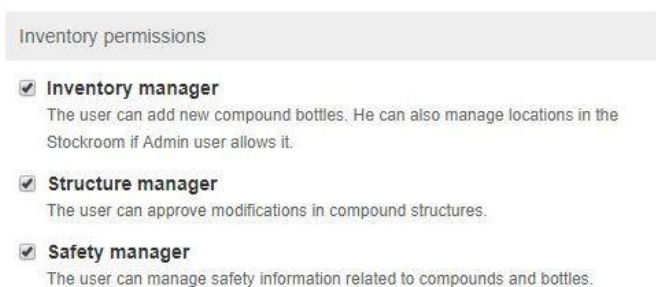 Inventory permissions
Inventory manager
The user can add new compound bottles. He can also manage locations in the
Stockroom if Admin user allows it.
Structure manager
The user can approve modifications in compound structures.
Safety manager
The user can manage safety information related to compounds and bottles.